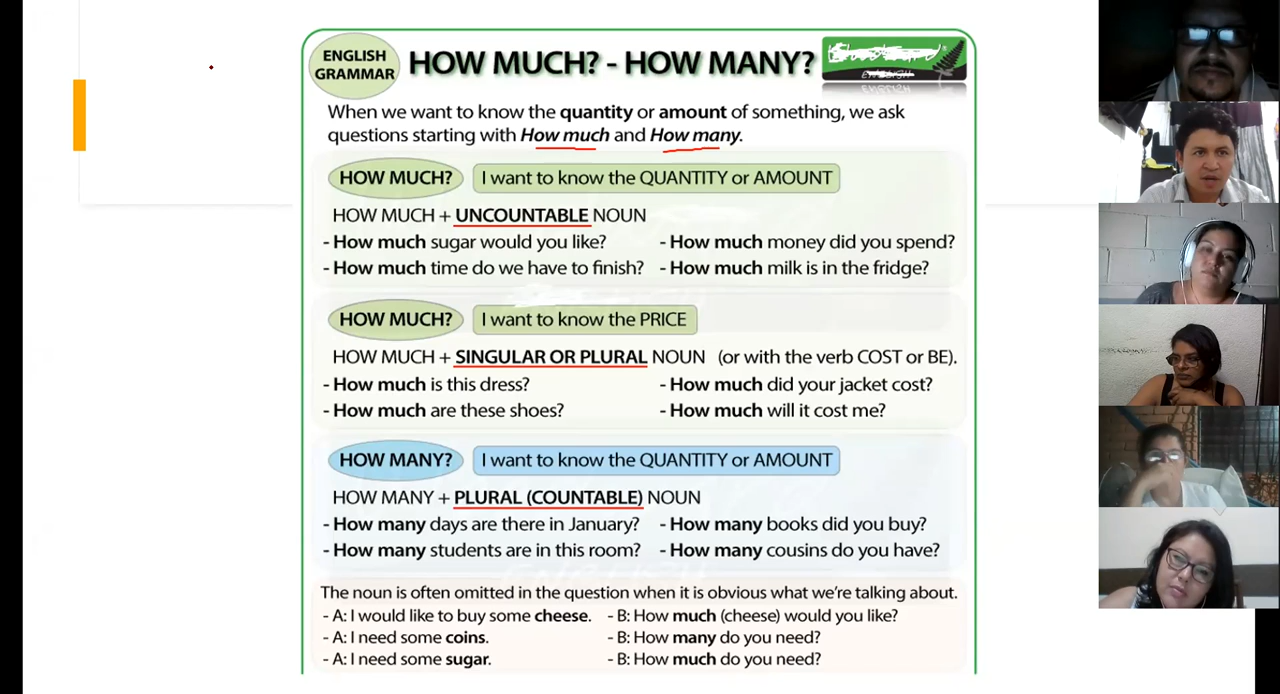 ENGLISH
GRAMMAR
HOW MUCH? - HOW MANY?
When we want to know the quantity or amount of something, we ask
questions starting with How much and How many.
HOW MUCH? I want to know the QUANTITY or AMOUNT
HOW MUCH + UNCOUNTABLE NOUN
- How much sugar would you like? - How much money did you spend?
- How much time do we have to finish? - How much milk is in the fridge?
HOW MUCH? I want to know the PRICE
HOW MUCH + SINGULAR OR PLURAL NOUN (or with the verb COST or BE).
- How much is this dress? - How much did your jacket cost?
- How much are these shoes? - How much will it cost me?
HOW MANY? I want to know the QUANTITY or AMOUNT
HOW MANY + PLURAL (COUNTABLE) NOUN
- How many days are there in January? - How many books did you buy?
- How many students are in this room? - How many cousins do you have?
The noun is often omitted in the question when it is obvious what we're talking about.
- A: I would like to buy some cheese. - B: How much (cheese) would you like?
- A: I need some coins. - B: How many do you need?
- A: I need some sugar. - B: How much do you need?